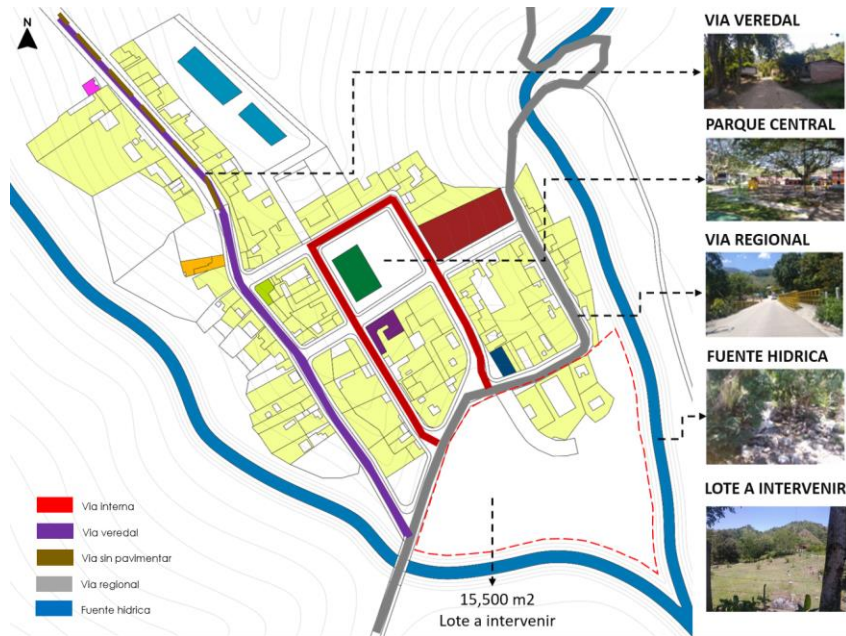 N
VIA VEREDAL
PARQUE CENTRAL
VIA REGIONAL
FUENTE HIDRICA
LOTE A INTERVENIR
Via interna
Via veredal
Via sin pavimentar
Via regional
Fuente hidrica
15,500 m2
Lote a intervenir